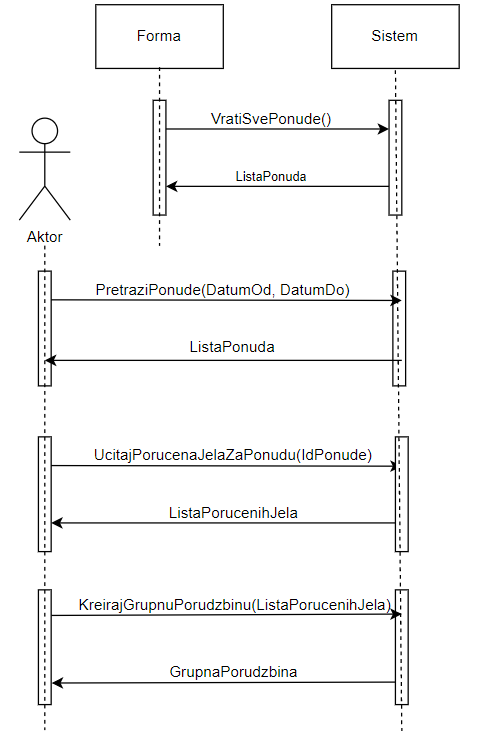 Forma
Sistem
VratiSvePonude()
ListaPonuda
Aktor
PretraziPonude(DatumOd, DatumDo)
ListaPonuda
UcitajPorucenaJelaZaPonudu(IdPonude)
ListaPorucenihJela
KreirajGrupnuPorudzbinu(ListaPorucenihJela)
GrupnaPorudzbina